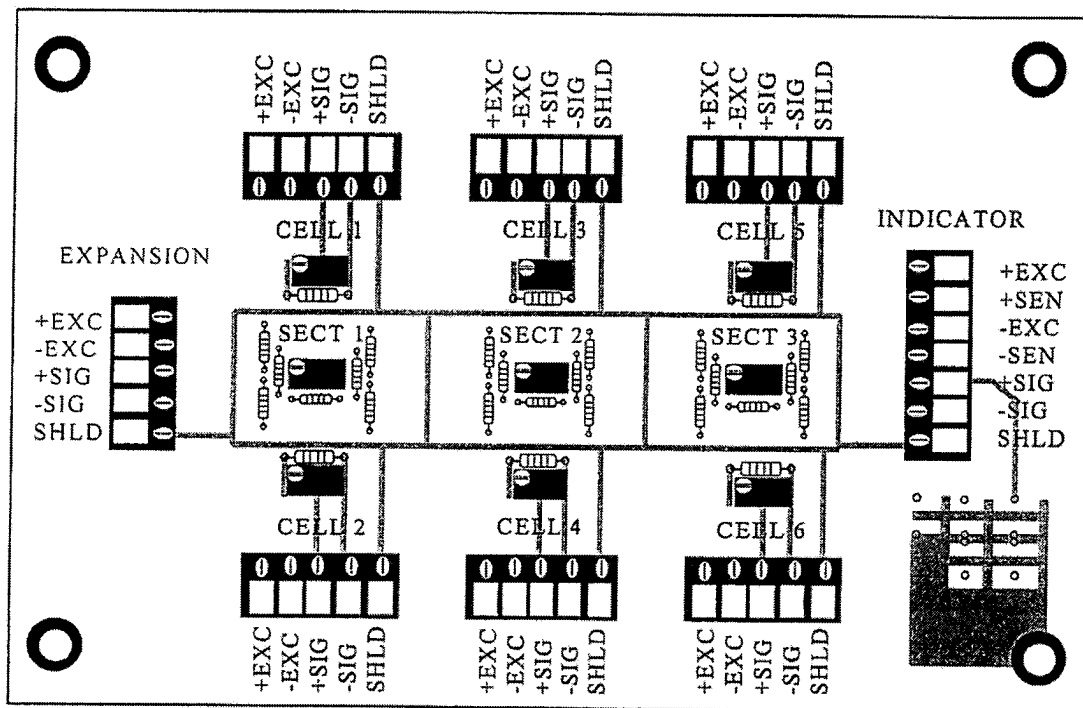 +EXC
-EXC
+SIG
-SIG
SHLD
+EXC
-EXC
+SIG
-SIG
SHLD
+EXC
-EXC
+SIG
-SIG
SHLD
CELL 1
CELL 3
CELL 5
INDICATOR
EXPANSION
+EXC
-EXC
+SIG
-SIG
SHLD
SECT 1
SECT 2
SECT 3
+EXC
+SEN
-EXC
-SEN
+SIG
-SIG
SHLD
CELL 2
CELL 4
CELL 6
+EXC
-EXC
+SIG
-SIG
SHLD
+EXC
-EXC
+SIG
-SIG
SHLD
+EXC
-EXC
+SIG
-SIG
SHLD